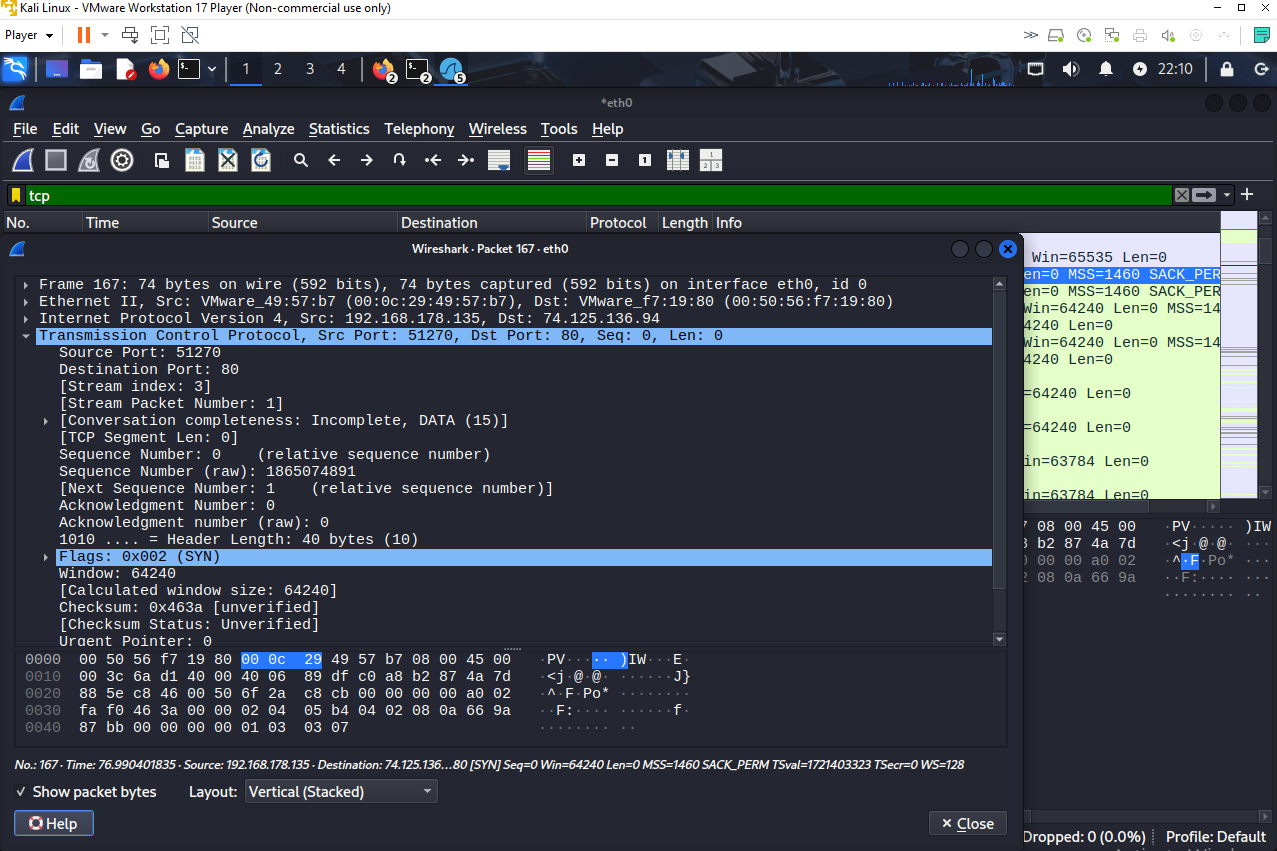 Kali Linux - VMware Workstation 17 Player (Non-commercial use only)
Player
1 2 3 4 2 2 5 22:10
*eth0
File Edit View Go Capture Analyze Statistics Telephony Wireless Tools Help
tcp
No. Time Source Destination Protocol Length Info
Wireshark · Packet 167 · eth0
Frame 167: 74 bytes on wire (592 bits), 74 bytes captured (592 bits) on interface eth0, id 0
Ethernet II, Src: VMware_49:57:b7 (00:0c:29:49:57:b7), Dst: VMware_f7:19:80 (00:50:56:f7:19:80)
Internet Protocol Version 4, Src: 192.168.178.135, Dst: 74.125.136.94
Transmission Control Protocol, Src Port: 51270, Dst Port: 80, Seq: 0, Len: 0
Source Port: 51270
Destination Port: 80
[Stream index: 3]
[Stream Packet Number: 1]
[Conversation completeness: Incomplete, DATA (15)]
[TCP Segment Len: 0]
Sequence Number: 0 (relative sequence number)
Sequence Number (raw): 1865074891
[Next Sequence Number: 1 (relative sequence number)]
Acknowledgment Number: 0
Acknowledgment number (raw): 0
1010 .... = Header Length: 40 bytes (10)
Flags: 0x002 (SYN)
Window: 64240
[Calculated window size: 64240]
Checksum: 0x463a [unverified]
[Checksum Status: Unverified]
Urgent Pointer: 0
0000 00 50 56 f7 19 80 00 0c 29 49 57 b7 08 00 45 00 ·PV····· )IW···E·
0010 00 3c 6a d1 40 00 40 06 89 df c0 a8 b2 87 4a 7d ·<j·@·@· ······J}
0020 88 5e c8 46 00 50 6f 2a c8 cb 00 00 00 00 a0 02 ·^·F·Po* ········
0030 fa f0 46 3a 00 00 02 04 05 b4 04 02 08 0a 66 9a ··F:···· ······f·
0040 87 bb 00 00 00 00 01 03 03 07 ········ ··
No.: 167 · Time: 76.990401835 · Source: 192.168.178.135 · Destination: 74.125.136...80 [SYN] Seq=0 Win=64240 Len=0 MSS=1460 SACK_PERM TSval=1721403323 TSecr=0 WS=128
Show packet bytes Layout: Vertical (Stacked)
Help Close
Win=65535 Len=0
en=0 MSS=1460 SACK_PER
en=0 MSS=1460 SACK_PER
Win=64240 Len=0 MSS=14
4240 Len=0
Win=64240 Len=0 MSS=14
4240 Len=0
=64240 Len=0
=64240 Len=0
in=63784 Len=0
in=63784 Len=0
7 08 00 45 00 ·PV····· )IW
b2 87 4a 7d ·<j·@·@· ···
00 00 a0 02 ·^·F·Po* ···
2 08 0a 66 9a ··F:···· ···
········ ··
Dropped: 0 (0.0%) Profile: Default